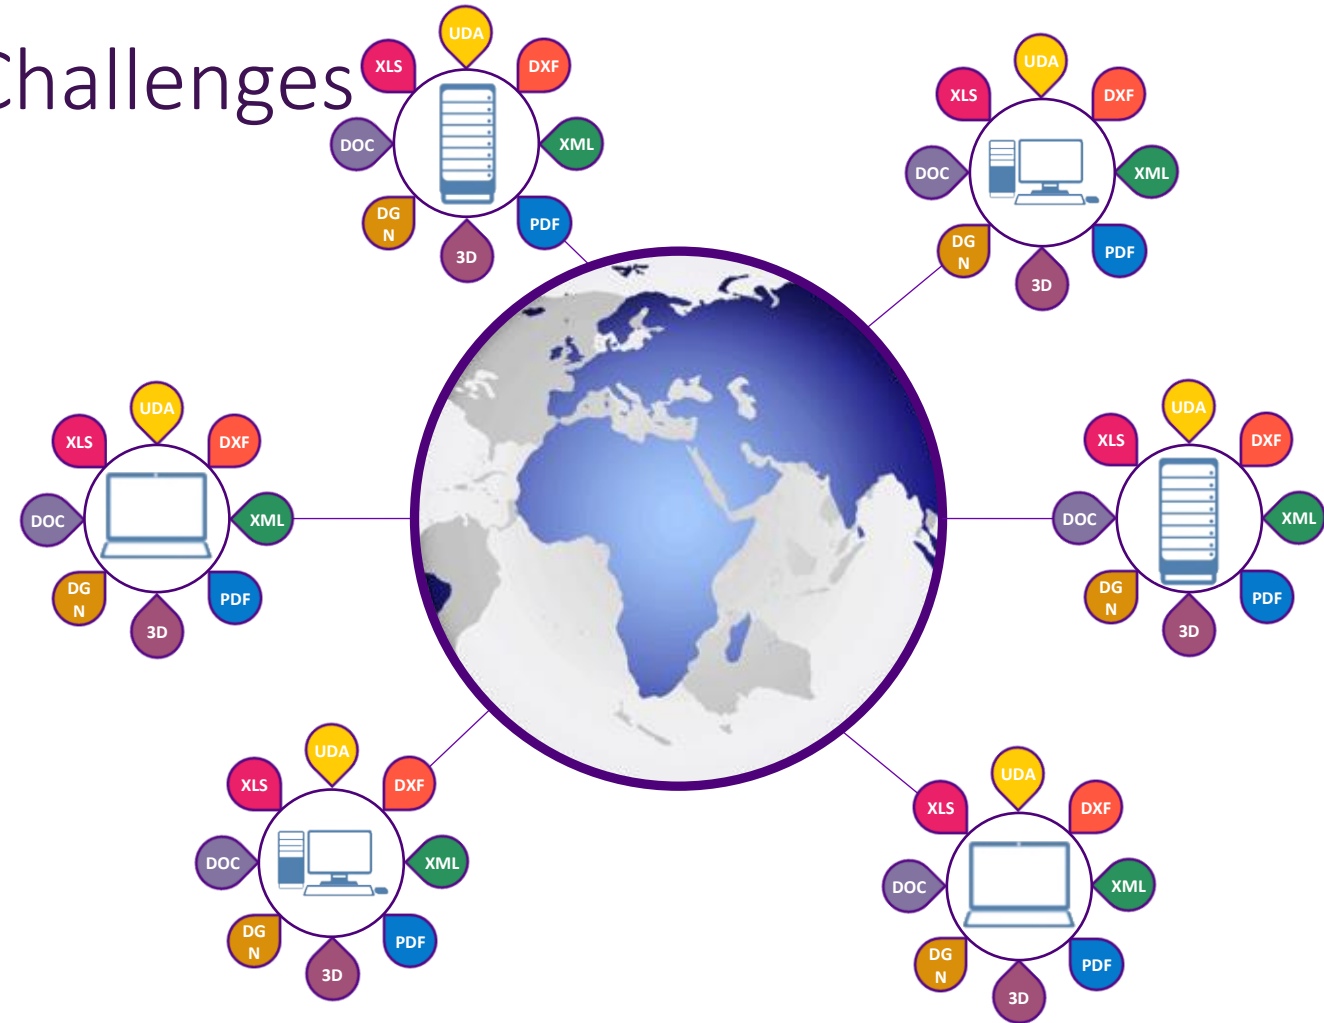 Challenges
UDA
XLS
DXF
DOC
XML
DG
N
PDF
3D
UDA
XLS
DXF
DOC
XML
DG
N
PDF
3D
UDA
XLS
DXF
DOC
XML
DG
N
PDF
3D
UDA
XLS
DXF
DOC
XML
DG
N
PDF
3D
UDA
XLS
DXF
DOC
XML
DG
N
PDF
3D
UDA
XLS
DXF
DOC
XML
DG
N
PDF
3D